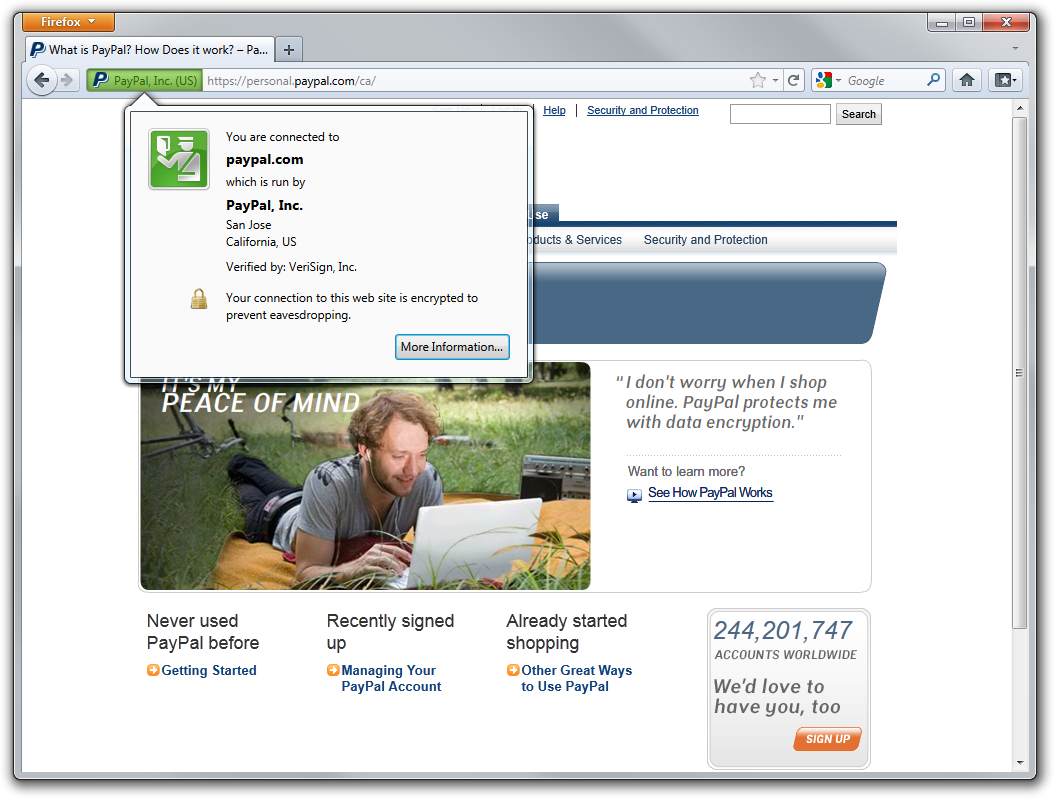 Firefox
What is PayPal? How Does it work? – Pa...
PayPal, Inc. (US)
https://personal.paypal.com/ca/
Google
Help
Security and Protection
Search
You are connected to
paypal.com
which is run by
PayPal, Inc.
San Jose
California, US
Verified by: VeriSign, Inc.
Your connection to this web site is encrypted to
prevent eavesdropping.
More Information...
Products & Services
Security and Protection
IT'S MY
PEACE OF MIND
“I don't worry when I shop
online. PayPal protects me
with data encryption."
Want to learn more?
See How PayPal Works
Never used
PayPal before
Getting Started
Recently signed
up
Managing Your
PayPal Account
Already started
shopping
Other Great Ways
to Use PayPal
244,201,747
ACCOUNTS WORLDWIDE
We'd love to
have you, too
SIGN UP